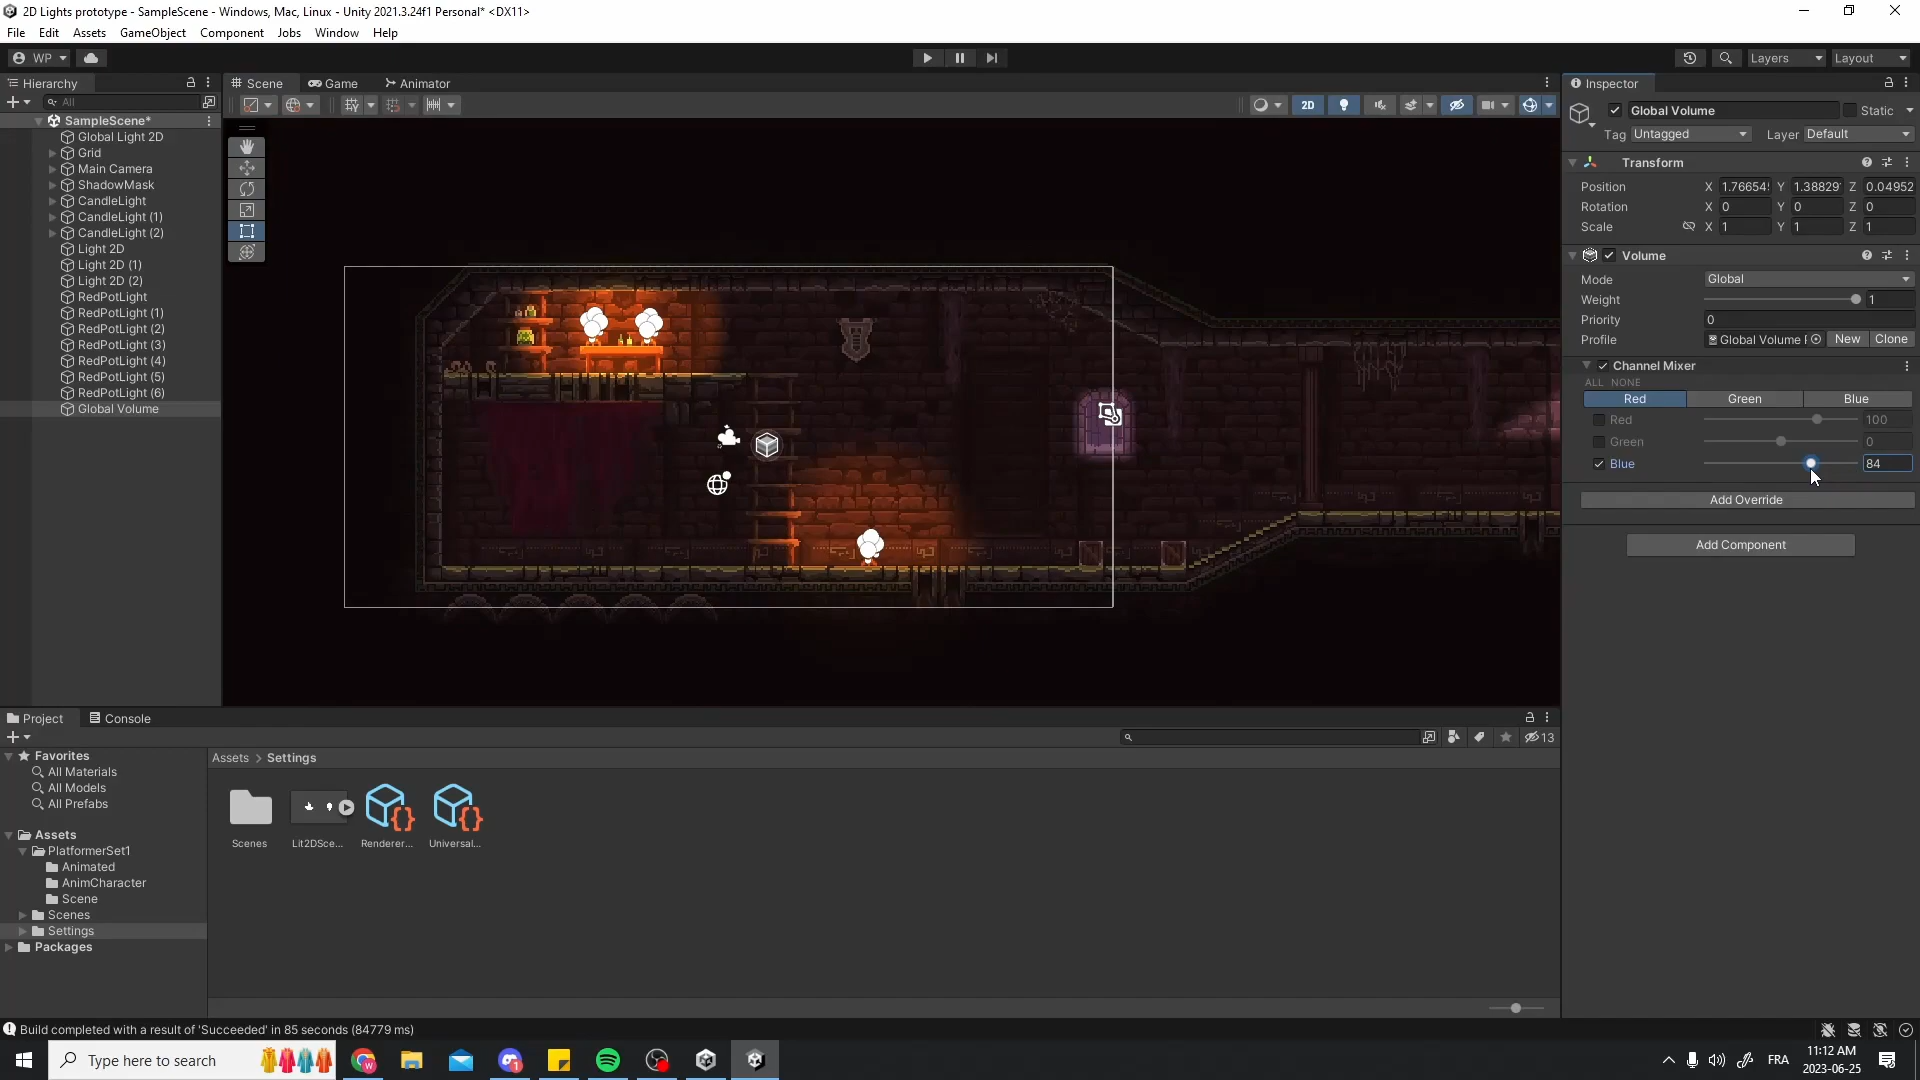 2D Lights prototype - SampleScene - Windows, Mac, Linux - Unity 2021.3.24f1 Personal* <DX11>
File Edit Assets GameObject Component Jobs Window Help
WP Layers Layout
Hierarchy
All
SampleScene*
Global Light 2D
Grid
Main Camera
ShadowMask
CandleLight
CandleLight (1)
CandleLight (2)
Light 2D
Light 2D (1)
Light 2D (2)
RedPotLight
RedPotLight (1)
RedPotLight (2)
RedPotLight (3)
RedPotLight (4)
RedPotLight (5)
RedPotLight (6)
Global Volume
Scene Game Animator
2D
Inspector
Global Volume Static
Tag Untagged Layer Default
Transform
Position X 1.76654 Y 1.38829 Z 0.04952
Rotation X 0 Y 0 Z 0
Scale X 1 Y 1 Z 1
Volume
Mode Global
Weight 1
Priority 0
Profile Global Volume New Clone
Channel Mixer
ALL NONE
Red Green Blue
Red 100
Green 0
Blue 84
Add Override
Add Component
Project Console
13
Favorites
All Materials
All Models
All Prefabs
Assets
PlatformerSet1
Animated
AnimCharacter
Scene
Scenes
Settings
Packages
Assets > Settings
Scenes Lit2DSce... Renderer... Universal...
Build completed with a result of 'Succeeded' in 85 seconds (84779 ms)
Type here to search
FRA
11:12 AM
2023-06-25